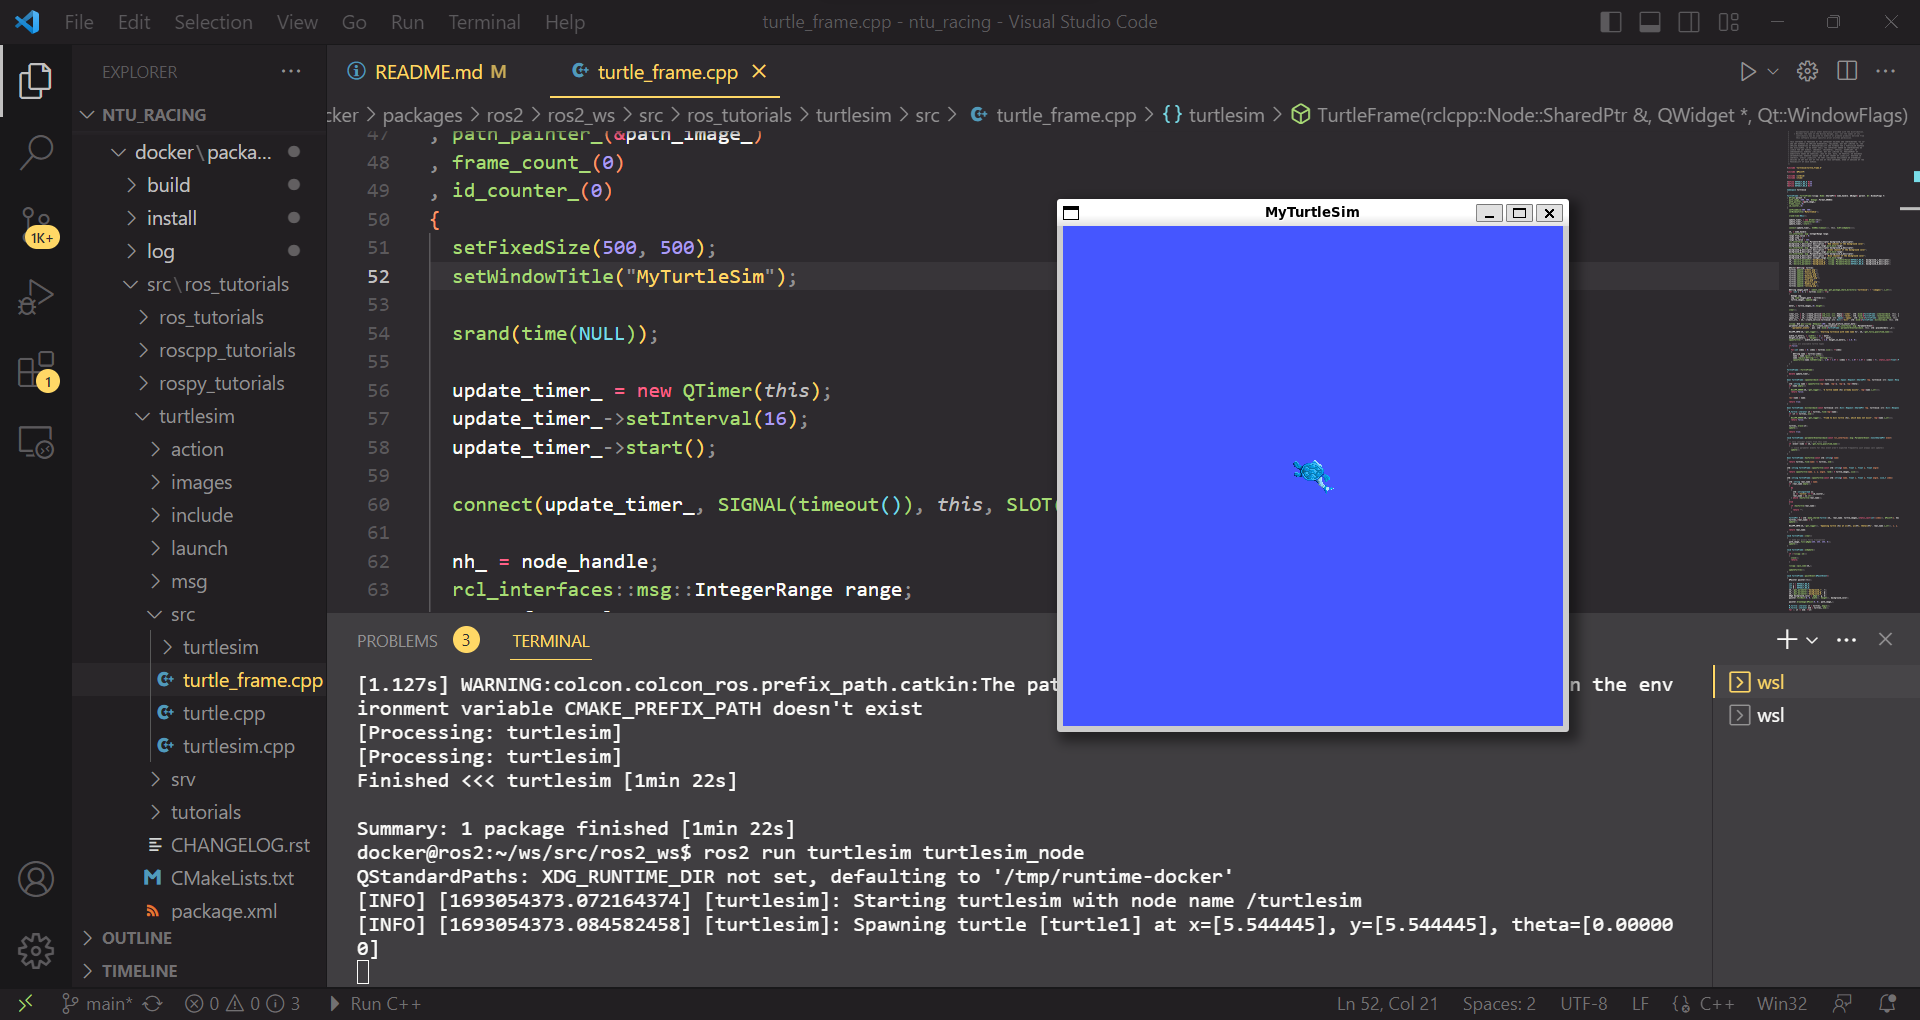 File Edit Selection View Go Run Terminal Help
turtle_frame.cpp - ntu_racing - Visual Studio Code
EXPLORER
NTU_RACING
docker\packa...
build
install
log
src\ros_tutorials
ros_tutorials
roscpp_tutorials
rospy_tutorials
turtlesim
action
images
include
launch
msg
src
turtlesim
turtle_frame.cpp
turtle.cpp
turtlesim.cpp
srv
tutorials
CHANGELOG.rst
CMakeLists.txt
package.xml
OUTLINE
TIMELINE
1K+
1
README.md M
turtle_frame.cpp
cker > packages > ros2 > ros2_ws > src > ros_tutorials > turtlesim > src > turtle_frame.cpp > {} turtlesim > TurtleFrame(rclcpp::Node::SharedPtr &, QWidget *, Qt::WindowFlags)
47 , path_painter_(&path_image_)
48 , frame_count_(0)
49 , id_counter_(0)
50 {
51 setFixedSize(500, 500);
52 setWindowTitle("MyTurtleSim");
53
54 srand(time(NULL));
55
56 update_timer_ = new QTimer(this);
57 update_timer_->setInterval(16);
58 update_timer_->start();
59
60 connect(update_timer_, SIGNAL(timeout()), this, SLOT(
61
62 nh_ = node_handle;
63 rcl_interfaces::msg::IntegerRange range;
MyTurtleSim
PROBLEMS 3 TERMINAL
[1.127s] WARNING:colcon.colcon_ros.prefix_path.catkin:The pat n the env
ironment variable CMAKE_PREFIX_PATH doesn't exist
[Processing: turtlesim]
[Processing: turtlesim]
Finished <<< turtlesim [1min 22s]
Summary: 1 package finished [1min 22s]
docker@ros2:~/ws/src/ros2_ws$ ros2 run turtlesim turtlesim_node
QStandardPaths: XDG_RUNTIME_DIR not set, defaulting to '/tmp/runtime-docker'
[INFO] [1693054373.072164374] [turtlesim]: Starting turtlesim with node name /turtlesim
[INFO] [1693054373.084582458] [turtlesim]: Spawning turtle [turtle1] at x=[5.544445], y=[5.544445], theta=[0.00000
0]
wsl
wsl
main* 0 0 3 Run C++
Ln 52, Col 21 Spaces: 2 UTF-8 LF C++ Win32